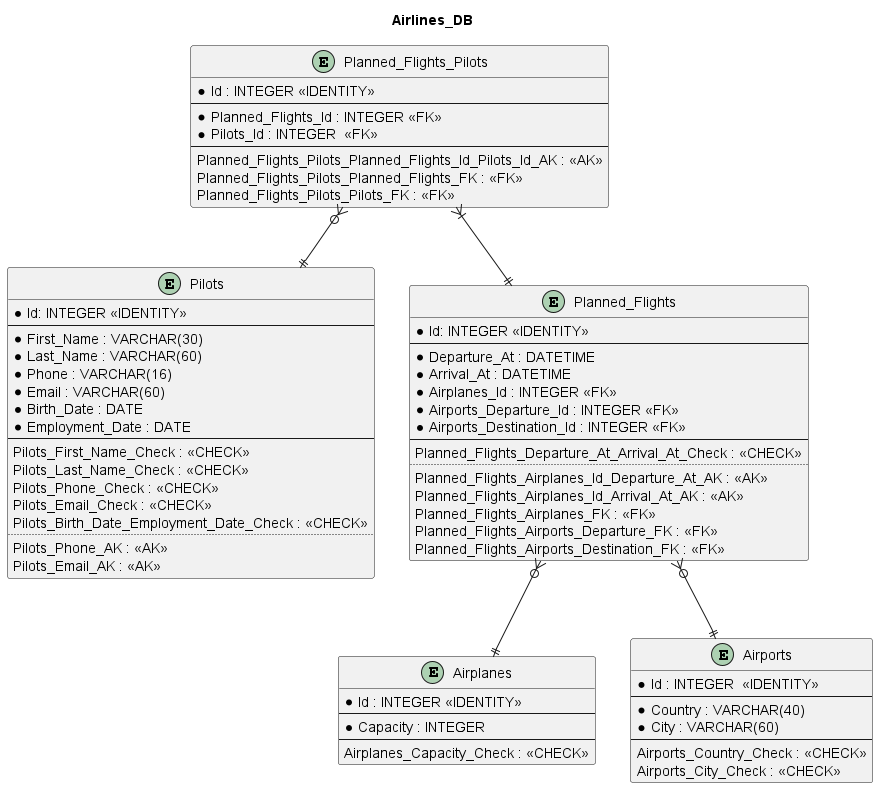 Airlines_DB
E Planned_Flights_Pilots
* Id : INTEGER «IDENTITY»
* Planned_Flights_Id : INTEGER «FK»
* Pilots_Id : INTEGER  «FK»
Planned_Flights_Pilots_Planned_Flights_Id_Pilots_Id_AK : «AK»
Planned_Flights_Pilots_Planned_Flights_FK : «FK»
Planned_Flights_Pilots_Pilots_FK : «FK»
E Pilots
* Id: INTEGER «IDENTITY»
* First_Name : VARCHAR(30)
* Last_Name : VARCHAR(60)
* Phone : VARCHAR(16)
* Email : VARCHAR(60)
* Birth_Date : DATE
* Employment_Date : DATE
Pilots_First_Name_Check : «CHECK»
Pilots_Last_Name_Check : «CHECK»
Pilots_Phone_Check : «CHECK»
Pilots_Email_Check : «CHECK»
Pilots_Birth_Date_Employment_Date_Check : «CHECK»
Pilots_Phone_AK : «AK»
Pilots_Email_AK : «AK»
E Planned_Flights
* Id: INTEGER «IDENTITY»
* Departure_At : DATETIME
* Arrival_At : DATETIME
* Airplanes_Id : INTEGER «FK»
* Airports_Departure_Id : INTEGER «FK»
* Airports_Destination_Id : INTEGER «FK»
Planned_Flights_Departure_At_Arrival_At_Check : «CHECK»
Planned_Flights_Airplanes_Id_Departure_At_AK : «AK»
Planned_Flights_Airplanes_Id_Arrival_At_AK : «AK»
Planned_Flights_Airplanes_FK : «FK»
Planned_Flights_Airports_Departure_FK : «FK»
Planned_Flights_Airports_Destination_FK : «FK»
E Airplanes
* Id : INTEGER «IDENTITY»
* Capacity : INTEGER
Airplanes_Capacity_Check : «CHECK»
E Airports
* Id : INTEGER  «IDENTITY»
* Country : VARCHAR(40)
* City : VARCHAR(60)
Airports_Country_Check : «CHECK»
Airports_City_Check : «CHECK»